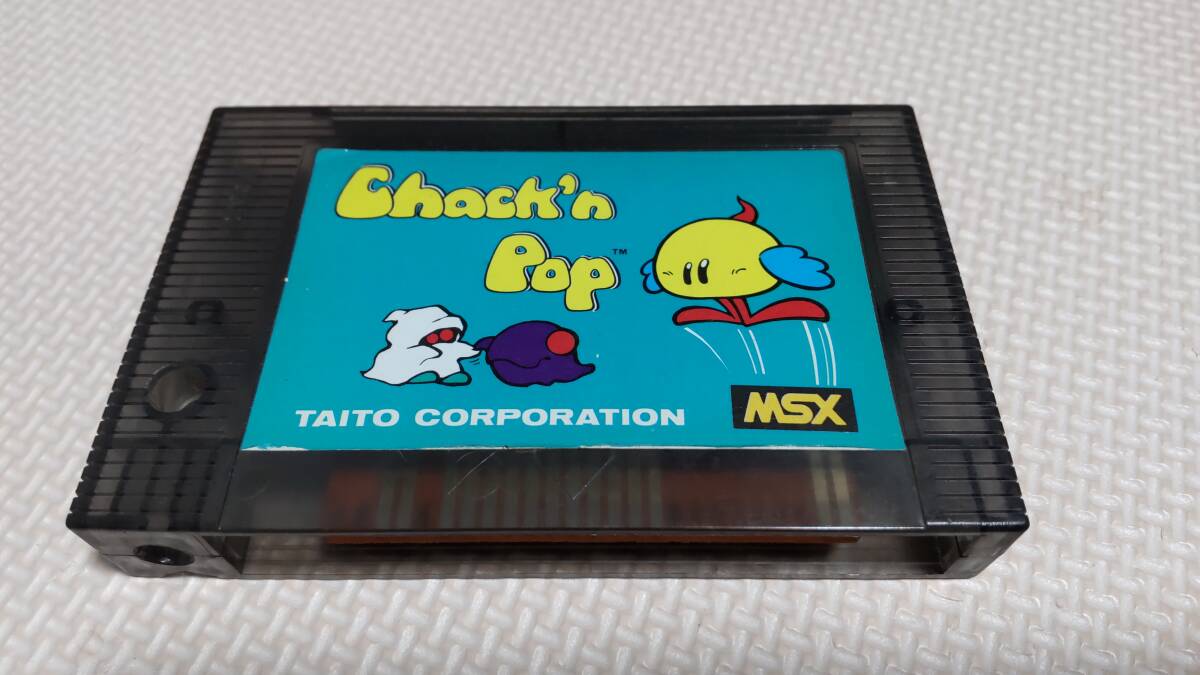 Chack'n
Pop™
TAITO CORPORATION
MSX